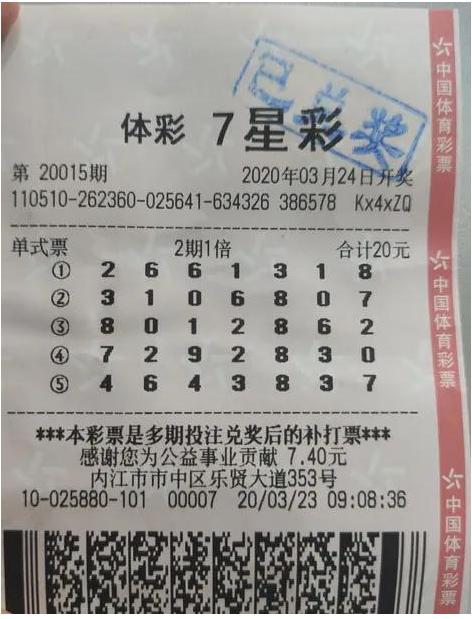 已兑奖
体彩 7星彩
第 20015期 2020年03月24日开奖
110510-262360-025641-634326 386578 Kx4xZQ
单式票 2期1倍 合计20元
① 2 6 6 1 3 1 8
② 3 1 0 6 8 0 7
③ 8 0 1 2 8 6 2
④ 7 2 9 2 8 3 0
⑤ 4 6 4 3 8 3 7
***本彩票是多期投注兑奖后的补打票***
感谢您为公益事业贡献 7.40元
内江市市中区乐贤大道353号
10-025880-101 00007 20/03/23 09:08:36
中国体育彩票
中国体育彩票
中国体育彩票